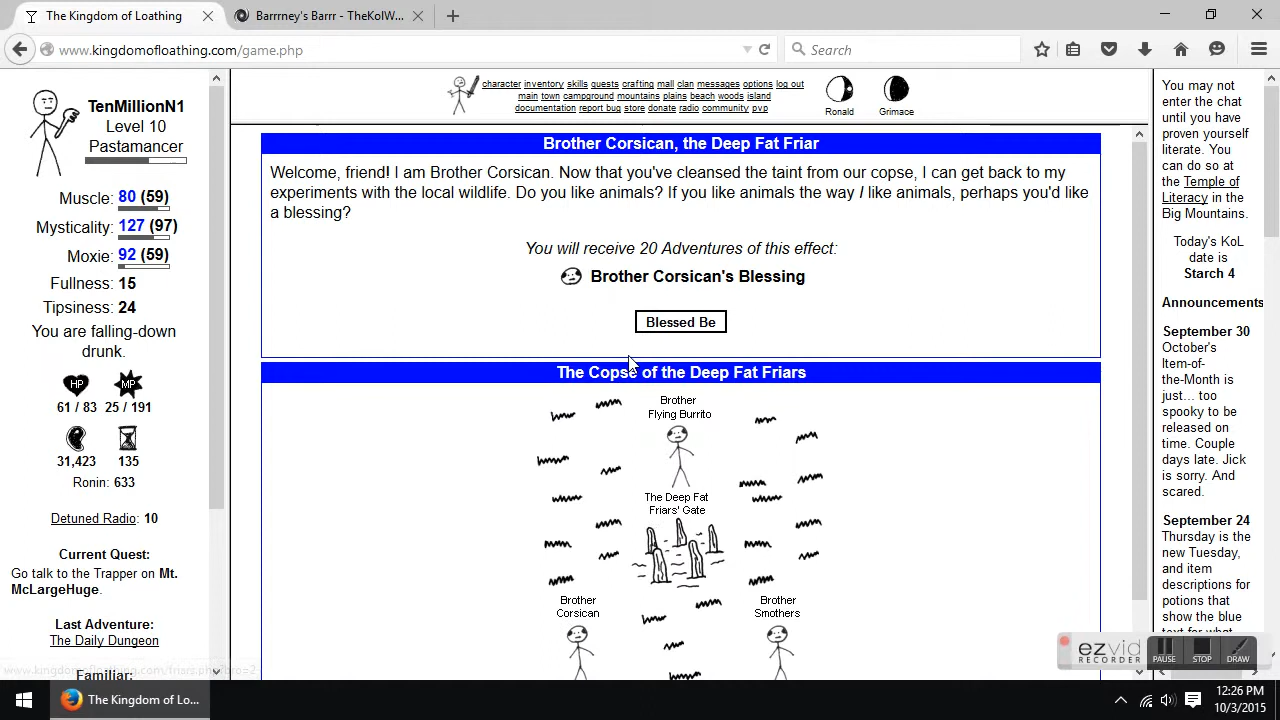 The Kingdom of Loathing
Barrrney's Barrr - TheKolW...
www.kingdomofloathing.com/game.php
Search
TenMillionN1
Level 10
Pastamancer
Muscle: 80 (59)
Mysticality: 127 (97)
Moxie: 92 (59)
Fullness: 15
Tipsiness: 24
You are falling-down
drunk.
HP MP
61 / 83 25 / 191
31,423 135
Ronin: 633
Detuned Radio: 10
Current Quest:
Go talk to the Trapper on Mt.
McLargeHuge.
Last Adventure:
The Daily Dungeon
Familiar:
www.kingdomofloathing.com/friars.php?bro=2
character inventory skills quests crafting mall clan messages options log out
main town campground mountains plains beach woods island
documentation report bug store donate radio community pvp
Ronald Grimace
Brother Corsican, the Deep Fat Friar
Welcome, friend! I am Brother Corsican. Now that you've cleansed the taint from our copse, I can get back to my
experiments with the local wildlife. Do you like animals? If you like animals the way I like animals, perhaps you'd like
a blessing?
You will receive 20 Adventures of this effect:
Brother Corsican's Blessing
Blessed Be
The Copse of the Deep Fat Friars
Brother
Flying Burrito
The Deep Fat
Friars' Gate
Brother
Corsican
Brother
Smothers
You may not
enter the chat
until you have
proven yourself
literate. You
can do so at
the Temple of
Literacy in the
Big Mountains.
Today's KoL
date is
Starch 4
Announcements
September 30
October's
Item-of-
the-Month is
just... too
spooky to be
released on
time. Couple
days late. Jick
is sorry. And
scared.
September 24
Thursday is the
new Tuesday,
and item
descriptions for
potions that
show the blue
text for what
ezvid
RECORDER
PAUSE STOP DRAW
The Kingdom of Lo...
12:26 PM
10/3/2015